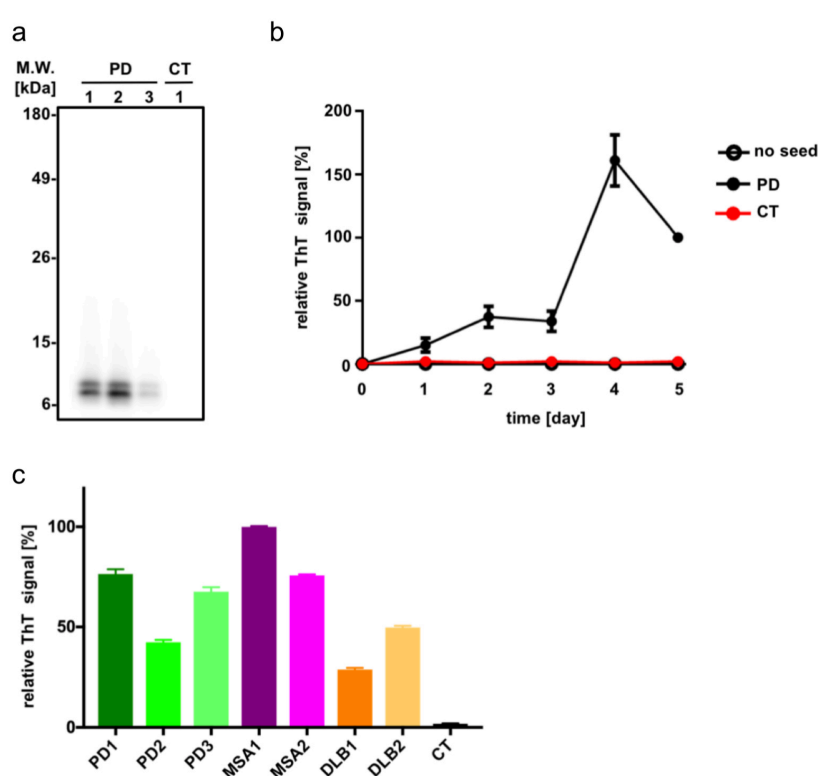 a
M.W.
[kDa]
PD CT
1 2 3 1
180
49
26
15
6
b
relative ThT signal [%]
200
150
100
50
0
0 1 2 3 4 5
time [day]
no seed
PD
CT
c
relative ThT signal [%]
100
50
0
PD1 PD2 PD3 MSA1 MSA2 DLB1 DLB2 CT